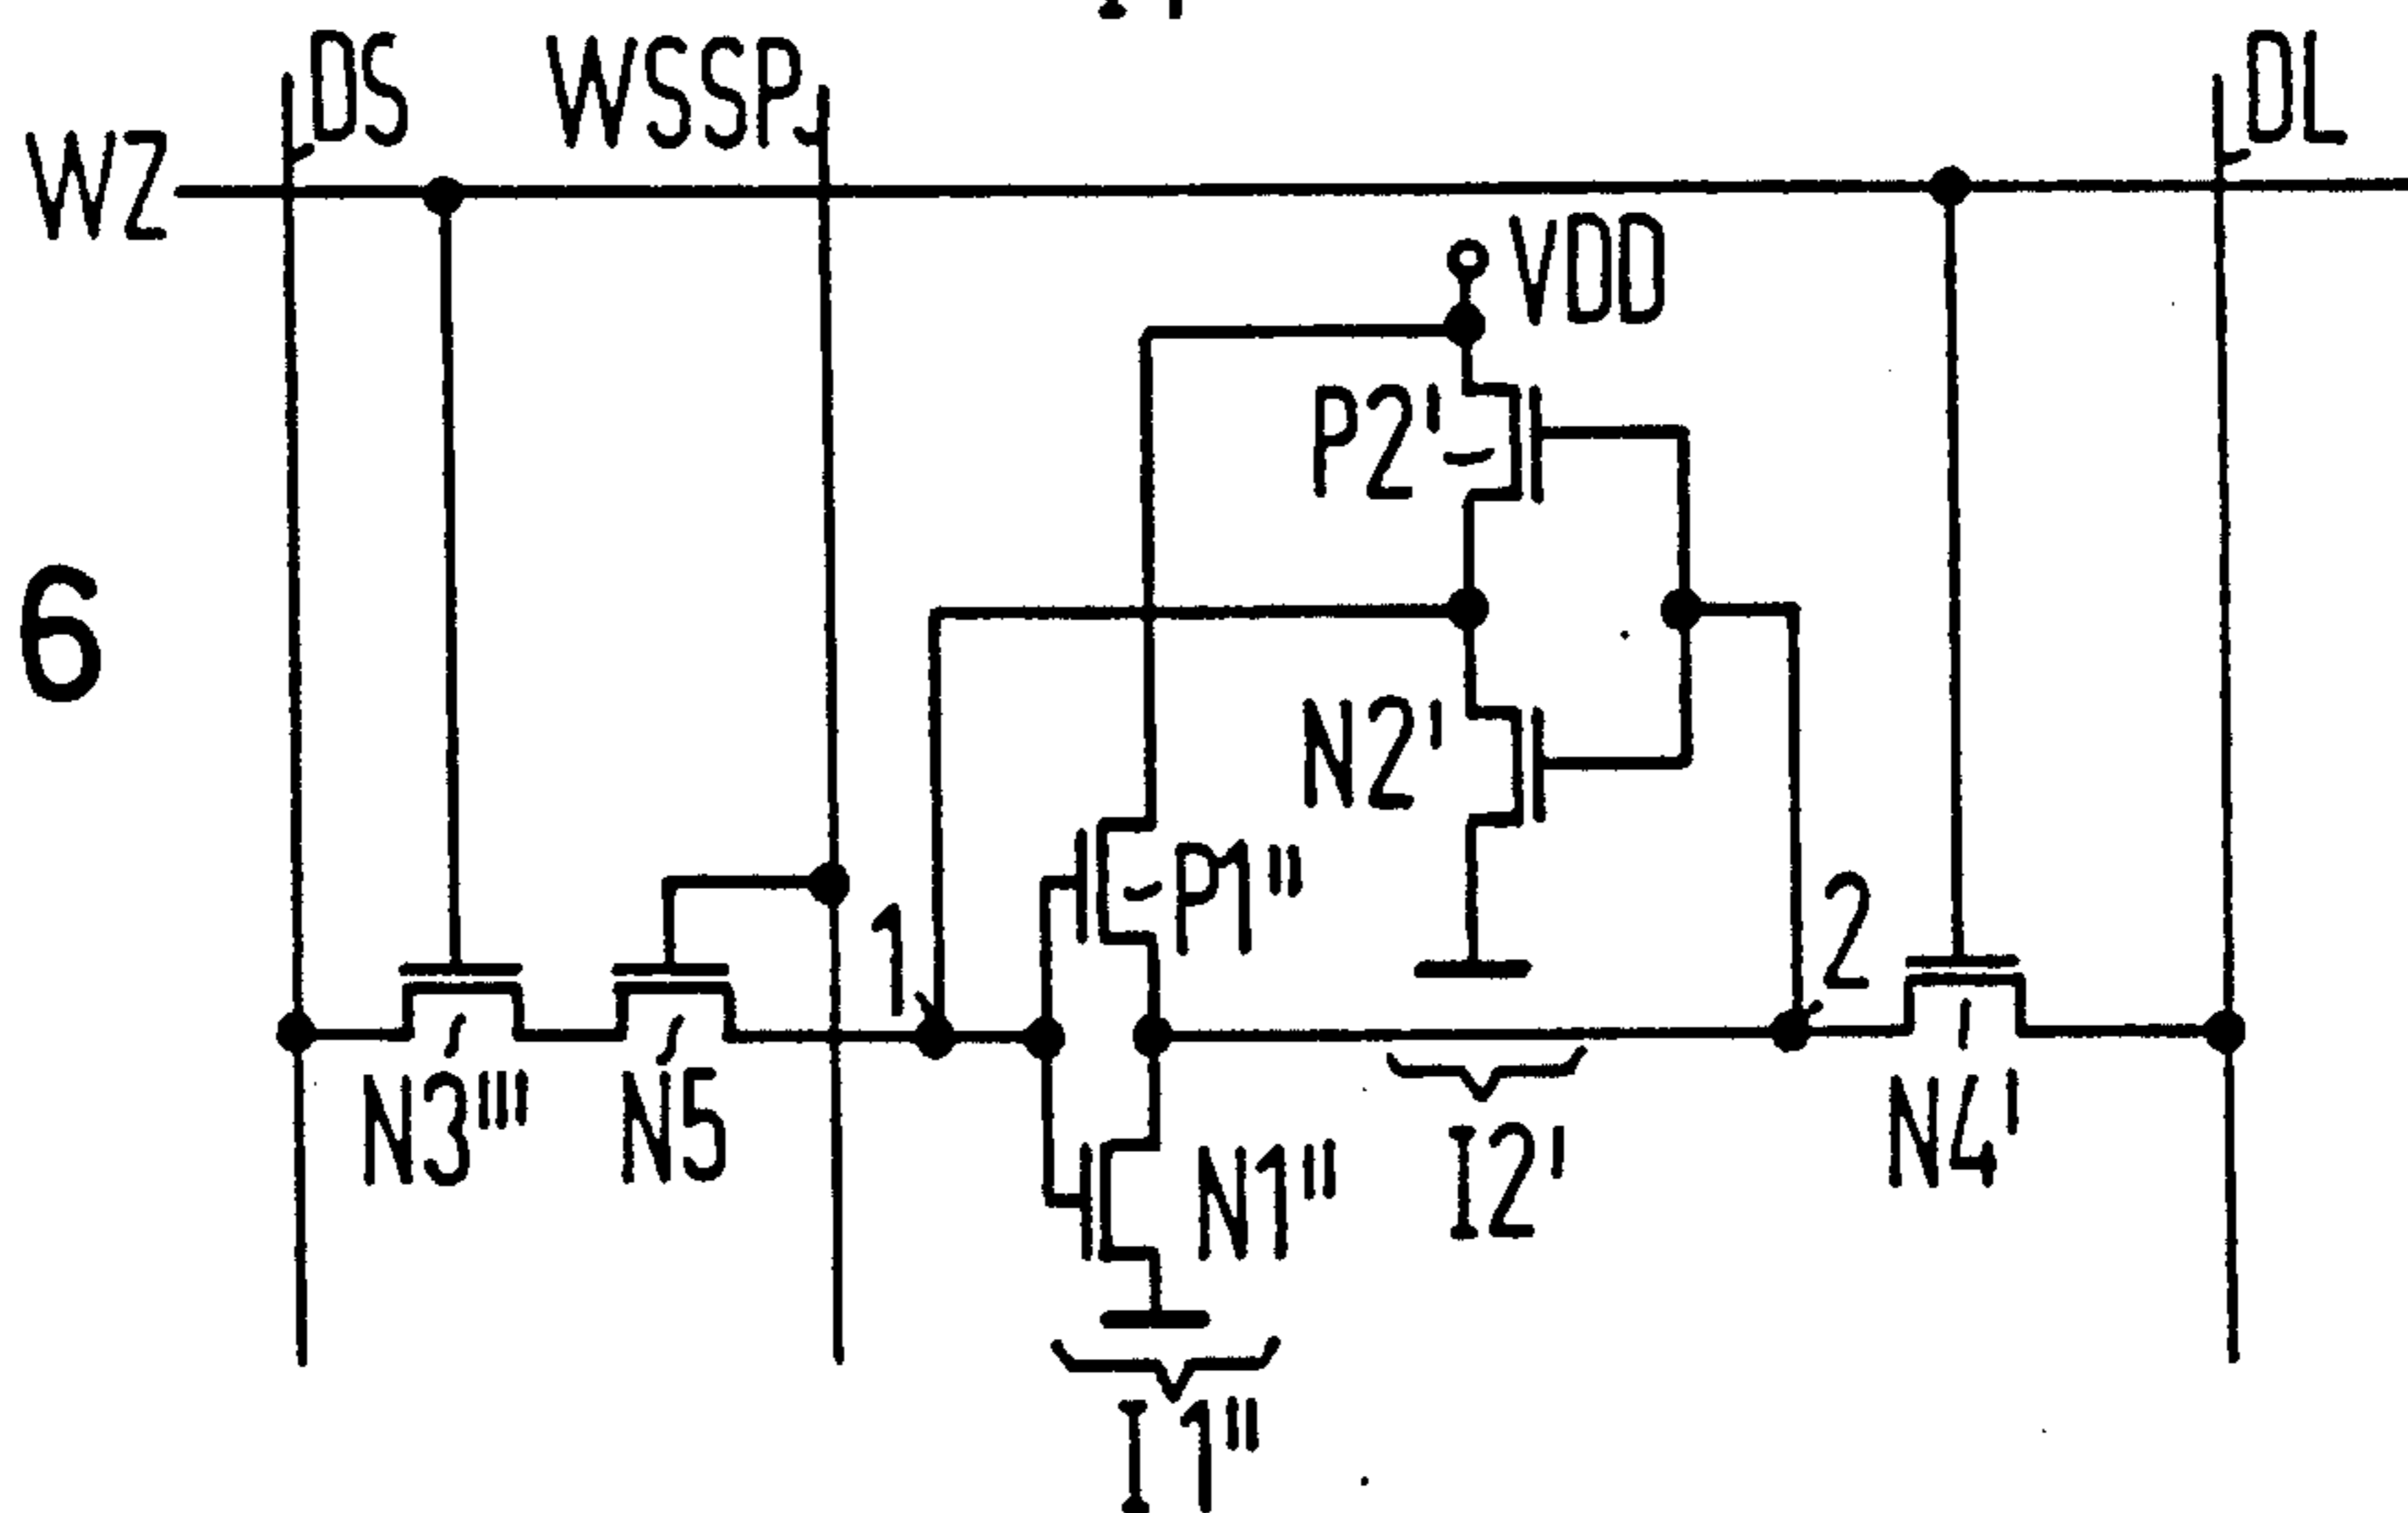 DS
WSSP
DL
WZ
VDD
P2'
6
N2'
P1"
1
2
N3"'
N5
N1"
I2'
N4'
I1"